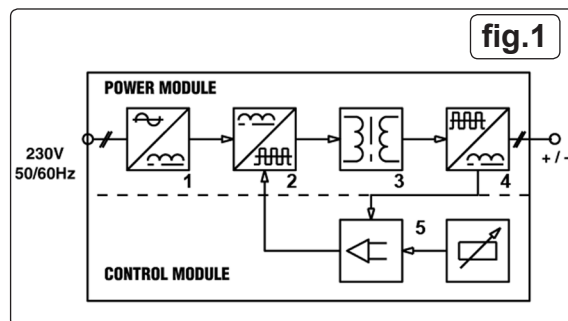 fig.1
POWER MODULE
230V
50/60Hz
1
2
3
4
+ / -
5
CONTROL MODULE